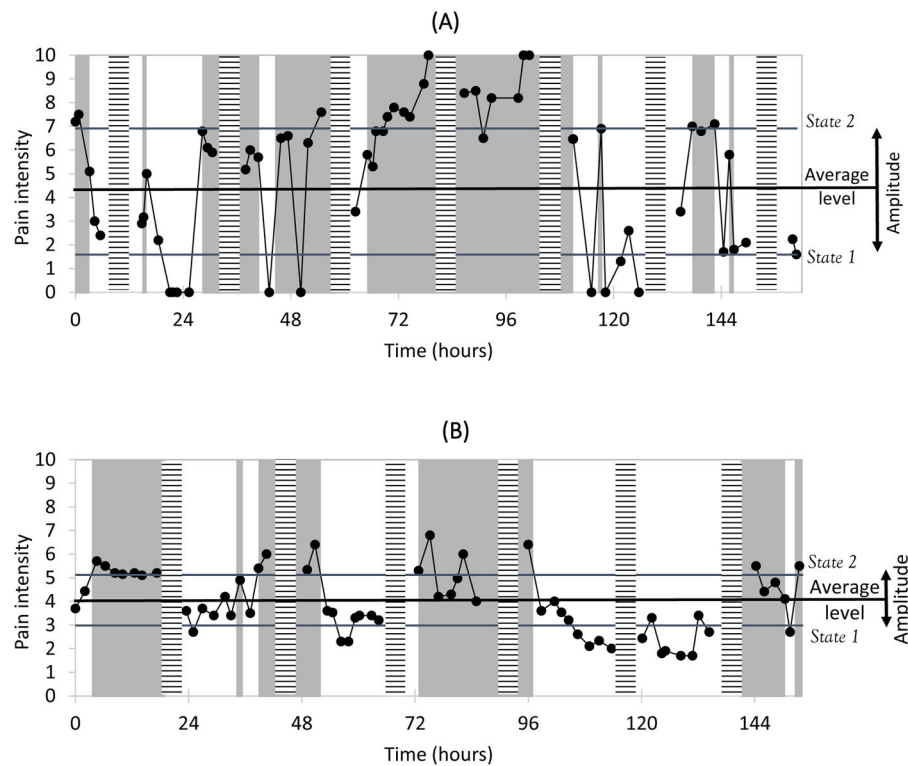 (A)
10
9
8
7
6
5
4
3
2
1
0
Pain intensity
State 2
Average
level
State 1
Amplitude
0 24 48 72 96 120 144
Time (hours)
(B)
10
9
8
7
6
5
4
3
2
1
0
Pain intensity
State 2
Average
level
State 1
Amplitude
0 24 48 72 96 120 144
Time (hours)